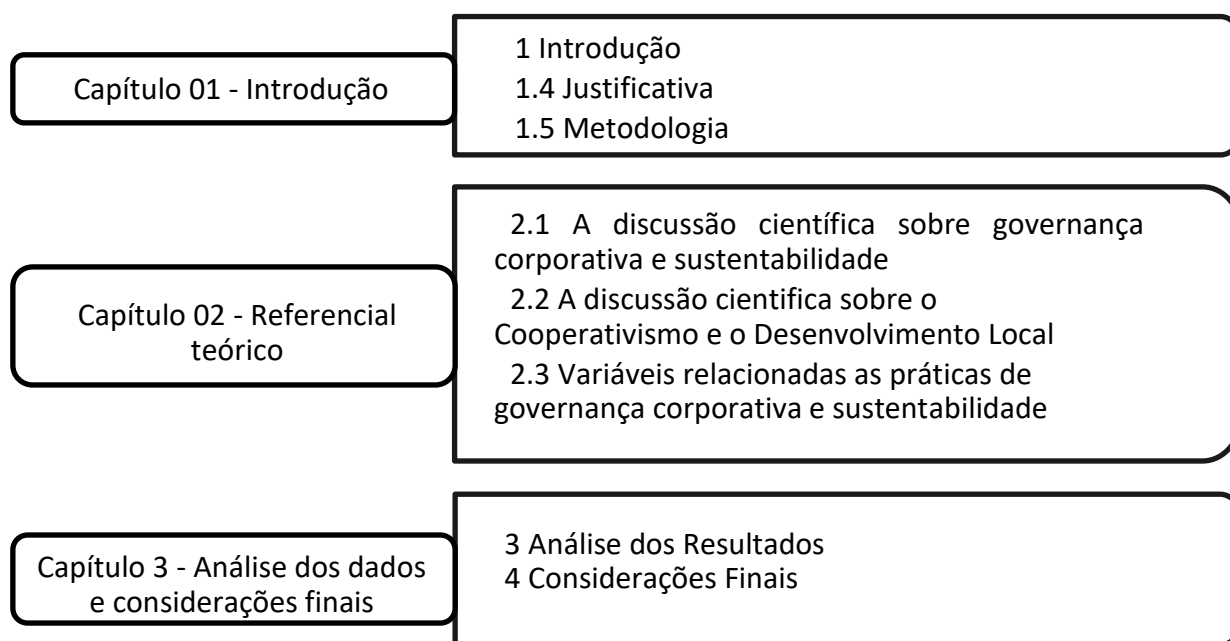 Capítulo 01 - Introdução
1 Introdução
1.4 Justificativa
1.5 Metodologia
Capítulo 02 - Referencial
teórico
2.1 A discussão científica sobre governança
corporativa e sustentabilidade
2.2 A discussão cientifica sobre o
Cooperativismo e o Desenvolvimento Local
2.3 Variáveis relacionadas as práticas de
governança corporativa e sustentabilidade
Capítulo 3 - Análise dos dados
e considerações finais
3 Análise dos Resultados
4 Considerações Finais